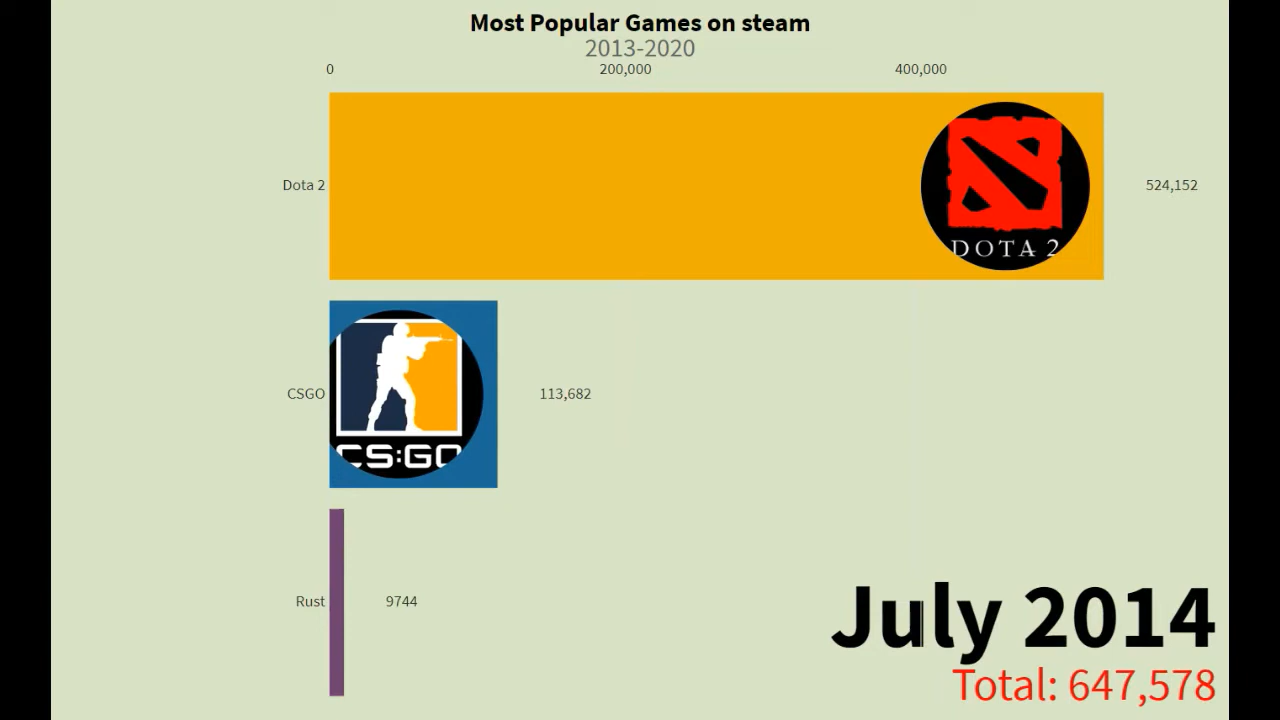 Most Popular Games on steam
2013-2020
0 200,000 400,000
Dota 2 524,152
DOTA 2
CSGO 113,682
CS:GO
Rust 9744
July 2014
Total: 647,578